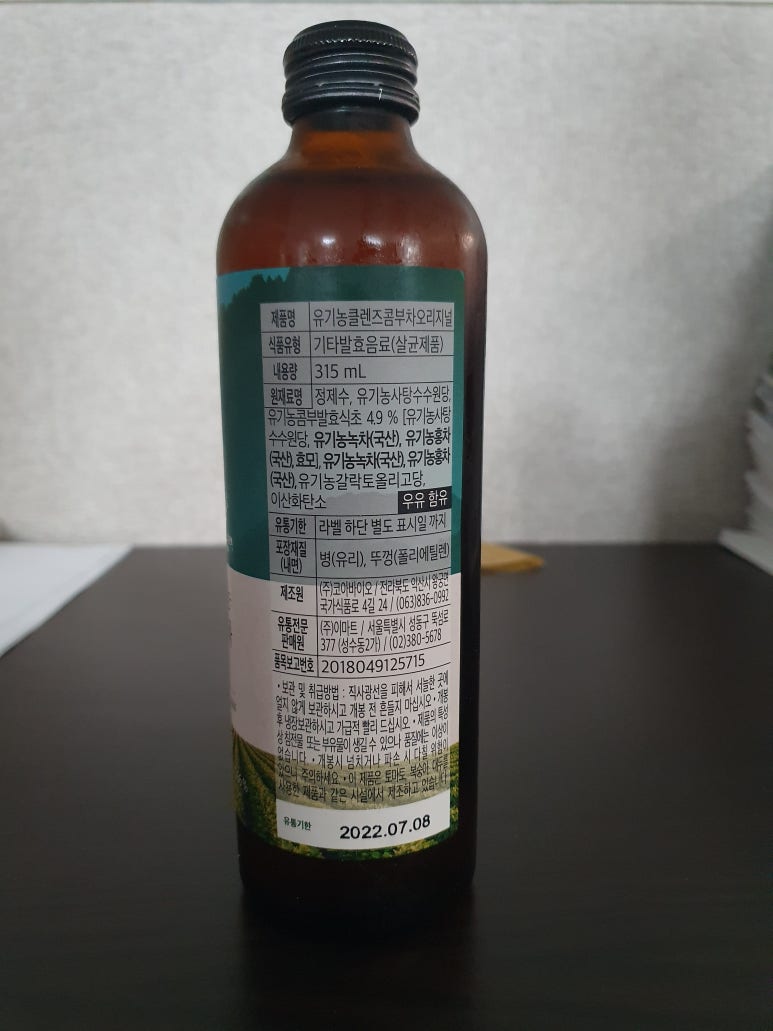 제품명 유기농클렌즈콤부차오리지널
식품유형 기타발효음료(살균제품)
내용량 315 mL
원재료명 정제수, 유기농사탕수수원당,
유기농콤부발효식초 4.9 % [유기농사탕
수수원당, 유기농녹차(국산), 유기농홍차
(국산), 효모], 유기농녹차(국산), 유기농홍차
(국산), 유기농갈락토올리고당,
이산화탄소 우유 함유
유통기한 라벨 하단 별도 표시일 까지
포장재질
(내면) 병(유리), 뚜껑(폴리에틸렌)
제조원 (주)코아바이오 / 전라북도 익산시 왕궁면
국가식품로 4길 24 / (063)836-0992
유통전문
판매원 (주)이마트 / 서울특별시 성동구 뚝섬로
377 (성수동2가) / (02)380-5678
품목보고번호 2018049125715
• 보관 및 취급방법 : 직사광선을 피해서 서늘한 곳에
얼지 않게 보관하시고 개봉 전 흔들지 마십시오 • 개봉
후 냉장보관하시고 가급적 빨리 드십시오 • 제품의 특성
상 침전물 또는 부유물이 생길 수 있으나 품질에는 이상이
없습니다 • 개봉시 넘치거나 파손 시 다칠 위험이
있으니 주의하세요 • 이 제품은 토마토, 복숭아, 대두를
사용한 제품과 같은 시설에서 제조하고 있습니다
유통기한 2022.07.08